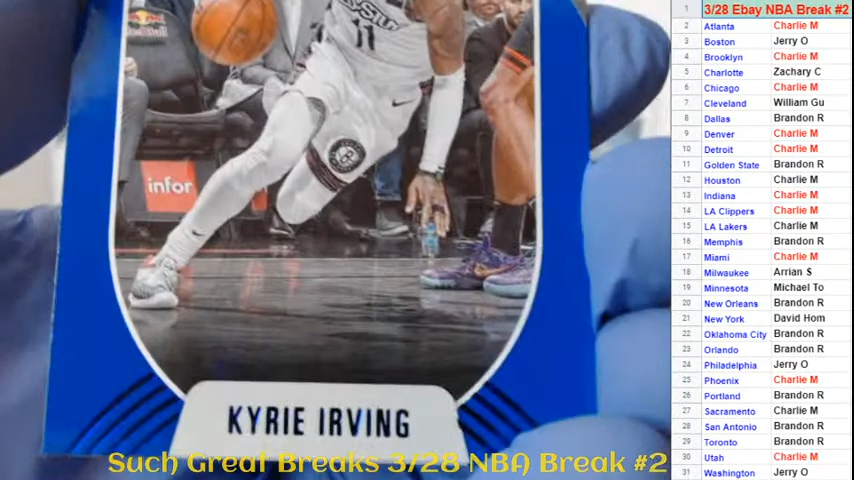 Red Bull
11
infor
KYRIE IRVING
Such Great Breaks 3/28 NBA Break #2
1 3/28 Ebay NBA Break #2
2 Atlanta Charlie M
3 Boston Jerry O
4 Brooklyn Charlie M
5 Charlotte Zachary C
6 Chicago Charlie M
7 Cleveland William Gu
8 Dallas Brandon R
9 Denver Charlie M
10 Detroit Charlie M
11 Golden State Brandon R
12 Houston Charlie M
13 Indiana Charlie M
14 LA Clippers Charlie M
15 LA Lakers Charlie M
16 Memphis Brandon R
17 Miami Charlie M
18 Milwaukee Arrian S
19 Minnesota Michael To
20 New Orleans Brandon R
21 New York David Hom
22 Oklahoma City Brandon R
23 Orlando Brandon R
24 Philadelphia Jerry O
25 Phoenix Charlie M
26 Portland Brandon R
27 Sacramento Charlie M
28 San Antonio Brandon R
29 Toronto Brandon R
30 Utah Charlie M
31 Washington Jerry O